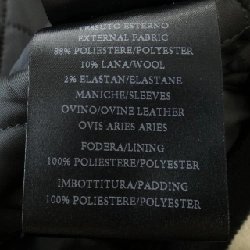 TESSUTO ESTERNO
EXTERNAL FABRIC
88% POLIESTERE/POLYESTER
10% LANA/WOOL
2% ELASTAN/ELASTANE
MANICHE/SLEEVES
OVINO/OVINE LEATHER
OVIS ARIES ARIES
FODERA/LINING
100% POLIESTERE/POLYESTER
IMBOTTITURA/PADDING
100% POLIESTERE/POLYESTER